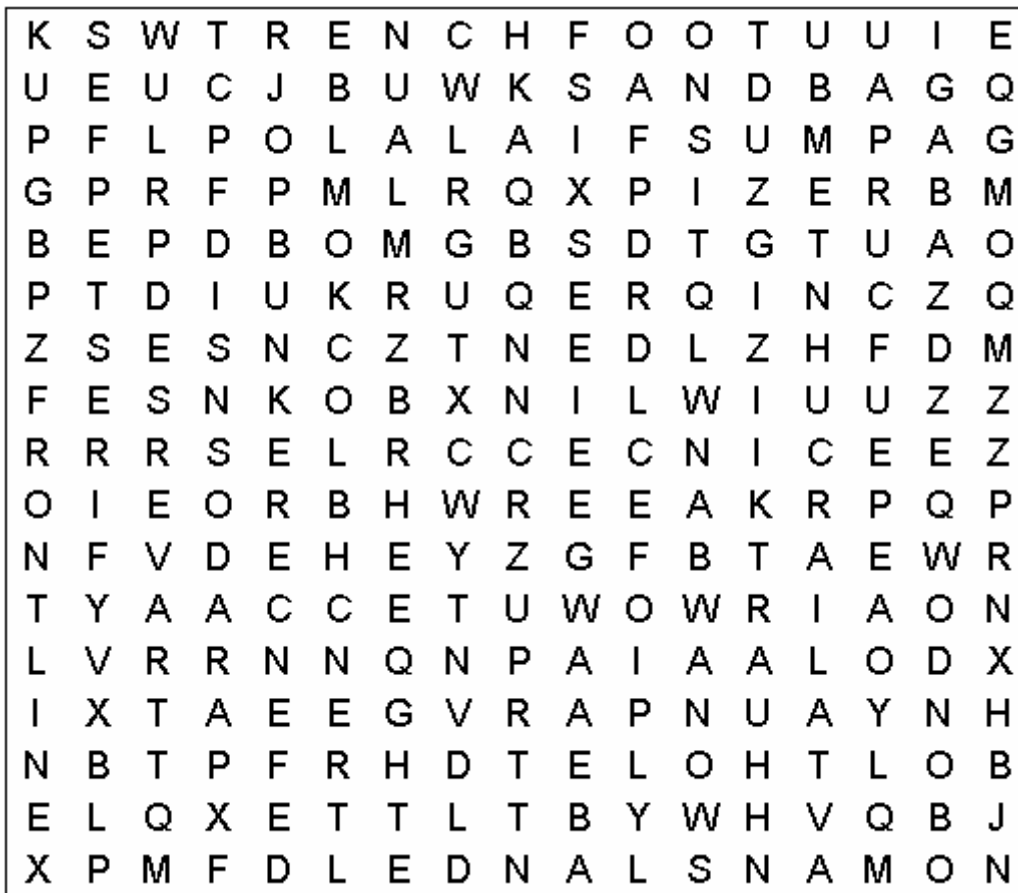 K S W T R E N C H F O O T U U I E
U E U C J B U W K S A N D B A G Q
P F L P O L A L A I F S U M P A G
G P R F P M L R Q X P I Z E R B M
B E P D B O M G B S D T G T U A O
P T D I U K R U Q E R Q I N C Z Q
Z S E S N C Z T N E D L Z H F D M
F E S N K O B X N I L W I U U Z Z
R R R S E L R C C E C N I C E E Z
O I E O R B H W R E E A K R P Q P
N F V D E H E Y Z G F B T A E W R
T Y A A C C E T U W O W R I A O N
L V R R N N Q N P A I A A L O D X
I X T A E E G V R A P N U A Y N H
N B T P F R H D T E L O H T L O B
E L Q X E T T L T B Y W H V Q B J
X P M F D L E D N A L S N A M O N